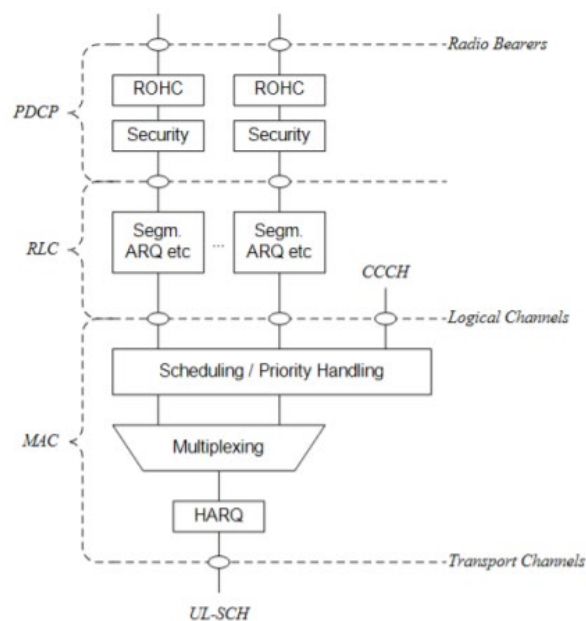 Radio Bearers
ROHC ROHC
PDCP
Security Security
Segm.
ARQ etc
...
Segm.
ARQ etc
RLC
CCCH
Logical Channels
Scheduling / Priority Handling
MAC
Multiplexing
HARQ
Transport Channels
UL-SCH